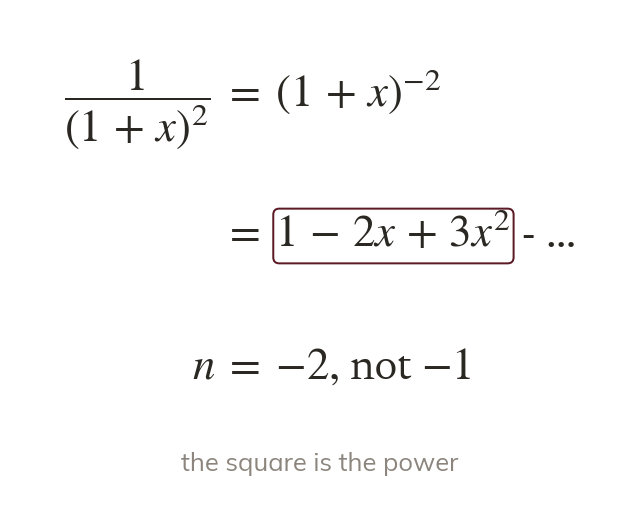 1/(1 + x)² = (1 + x)⁻²
= 1 − 2x + 3x² - ...
n = −2, not −1
the square is the power